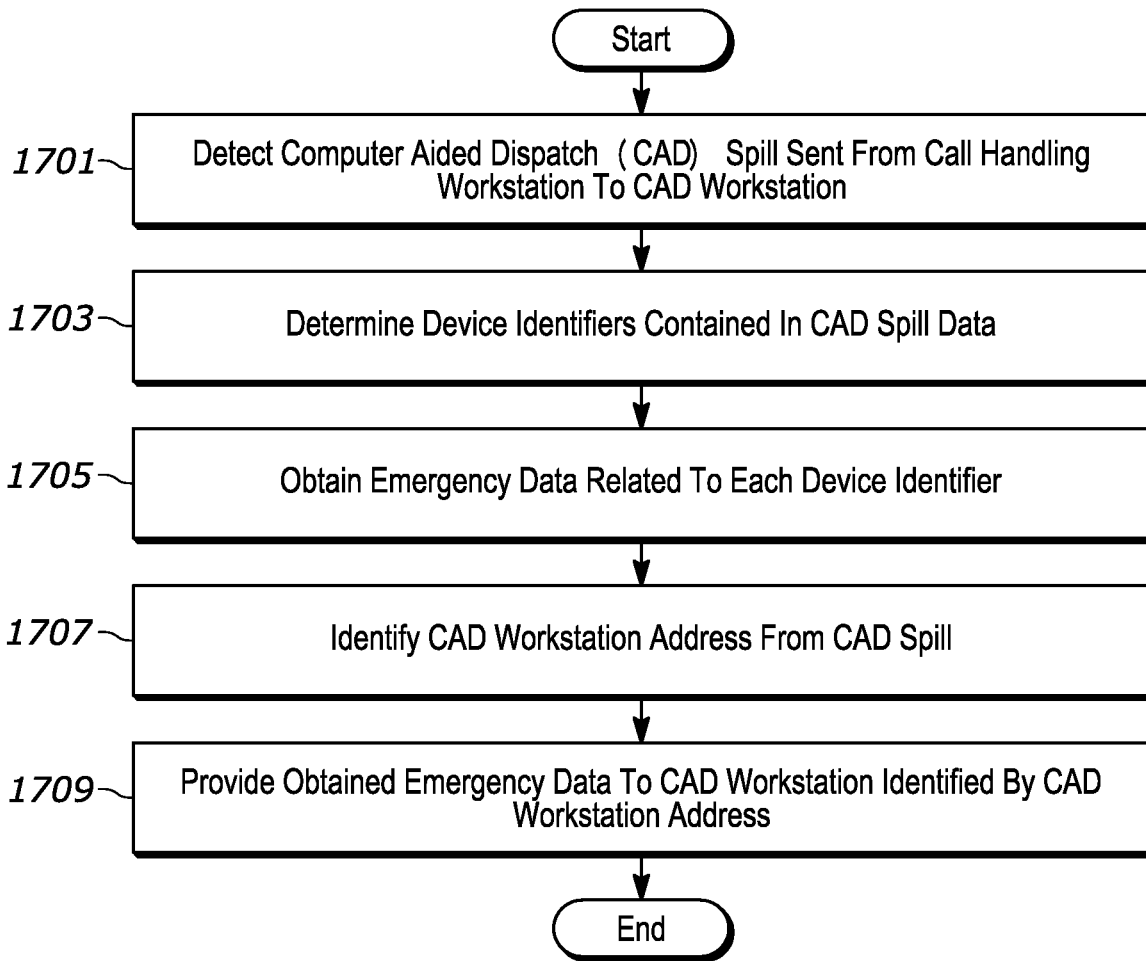 Start
1701
Detect Computer Aided Dispatch (CAD) Spill Sent From Call Handling
Workstation To CAD Workstation
1703
Determine Device Identifiers Contained In CAD Spill Data
1705
Obtain Emergency Data Related To Each Device Identifier
1707
Identify CAD Workstation Address From CAD Spill
1709
Provide Obtained Emergency Data To CAD Workstation Identified By CAD
Workstation Address
End